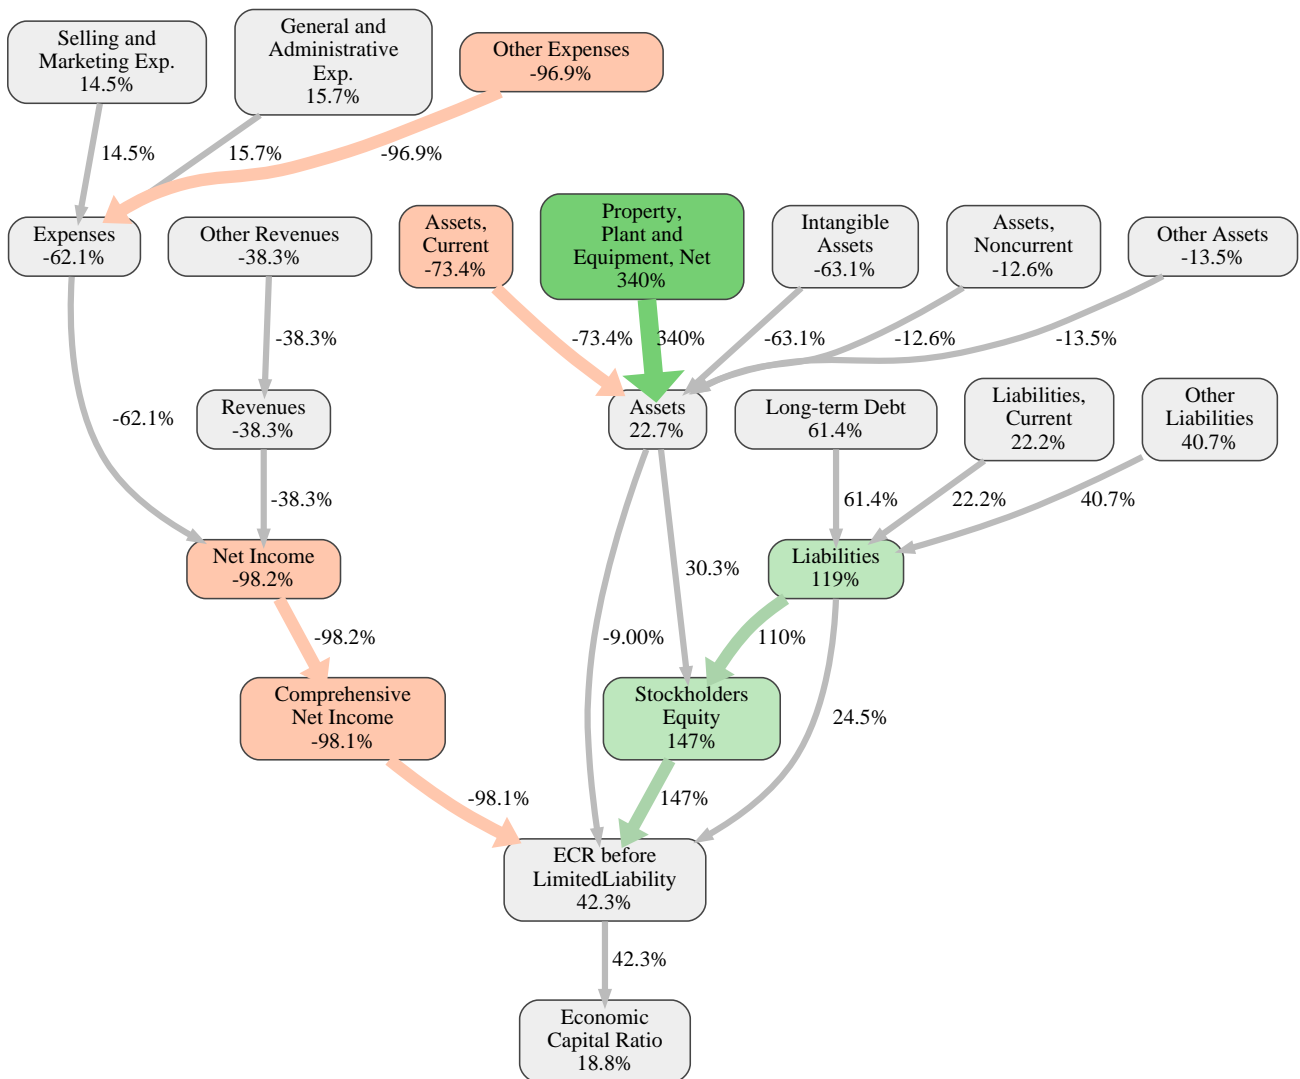 Selling and
Marketing Exp.
14.5%
General and
Administrative
Exp.
15.7%
Other Expenses
-96.9%
14.5%
15.7%
-96.9%
Expenses
-62.1%
Other Revenues
-38.3%
Assets,
Current
-73.4%
Property,
Plant and
Equipment, Net
340%
Intangible
Assets
-63.1%
Assets,
Noncurrent
-12.6%
Other Assets
-13.5%
-38.3%
-73.4%
340%
-63.1%
-12.6%
-13.5%
-62.1%
Revenues
-38.3%
Assets
22.7%
Long-term Debt
61.4%
Liabilities,
Current
22.2%
Other
Liabilities
40.7%
-38.3%
61.4%
22.2%
40.7%
Net Income
-98.2%
30.3%
Liabilities
119%
-98.2%
-9.00%
110%
Comprehensive
Net Income
-98.1%
Stockholders
Equity
147%
24.5%
-98.1%
147%
ECR before
LimitedLiability
42.3%
42.3%
Economic
Capital Ratio
18.8%